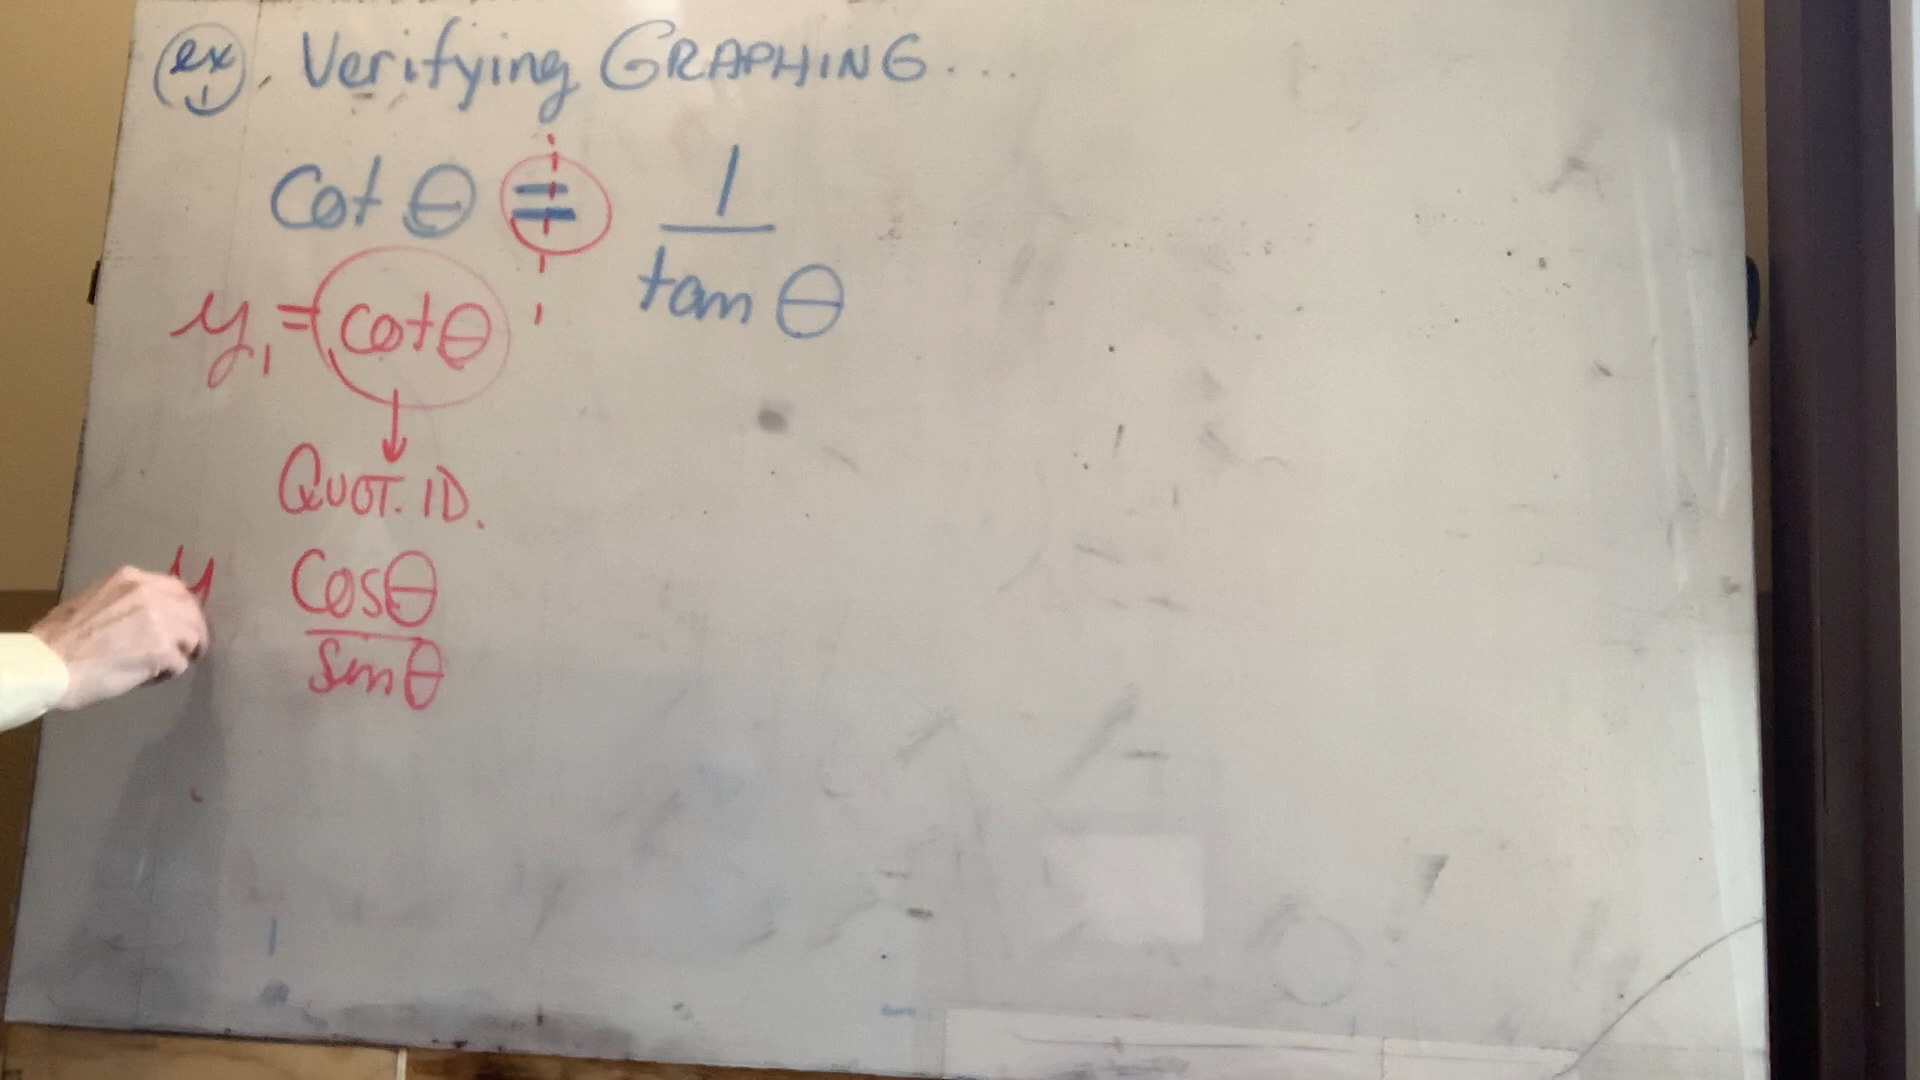 ex 1. Verifying GRAPHING...
cot θ = 1/tan θ
y₁ = cot θ
QUOT. ID.
y cosθ/sinθ